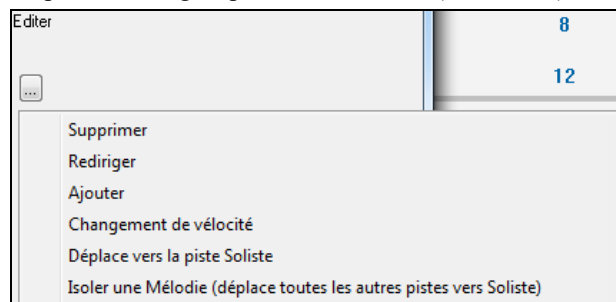 Editer
8
12
...
Supprimer
Rediriger
Ajouter
Changement de vélocité
Déplace vers la piste Soliste
Isoler une Mélodie (déplace toutes les autres pistes vers Soliste)